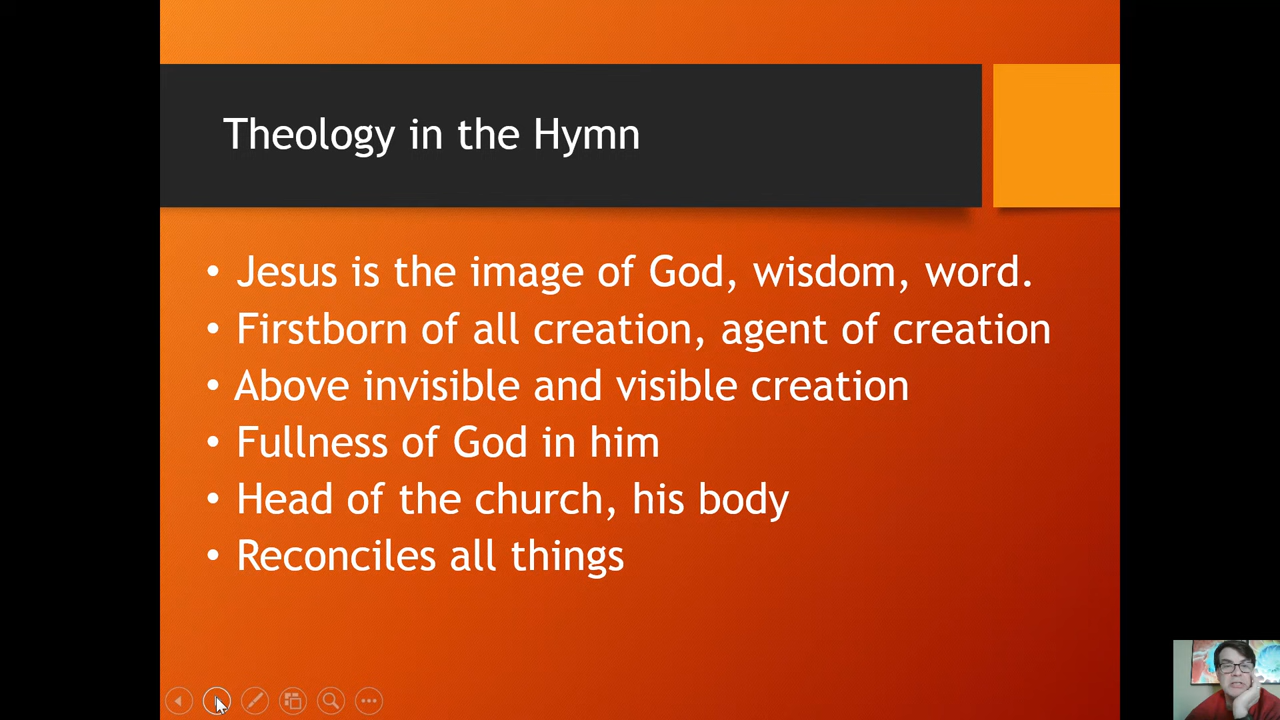 Theology in the Hymn
• Jesus is the image of God, wisdom, word.
• Firstborn of all creation, agent of creation
• Above invisible and visible creation
• Fullness of God in him
• Head of the church, his body
• Reconciles all things